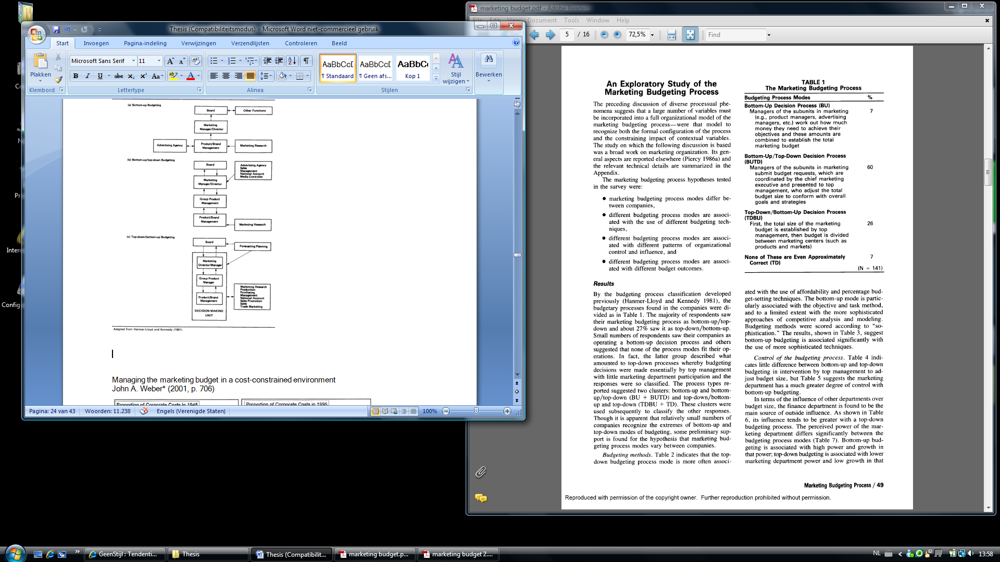 Thesis (Compatibiliteitsmodus) - Microsoft Word niet-commercieel gebruik
Start Invoegen Pagina-indeling Verwijzingen Verzendlijsten Controleren Beeld
Plakken
Klembord
Microsoft Sans Serif 11
Lettertype
Alinea
AaBbCcD AaBbCcD AaBbC
¶ Standaard ¶ Geen afs... Kop 1
Stijl wijzigen
Stijlen
Bewerken
(a) Bottom-up Budgeting
Board Other Functions
Marketing Manager/Director
Advertising Agency Product/Brand Management Marketing Research
(b) Bottom-up/top-down Budgeting
Board
Advertising Agency
Sales
Management
National Account
Media Controller
Marketing Manager/Director
Group Product Management
Product/Brand Management
Marketing Research
(c) Top-down/bottom-up Budgeting
Board
Forecasting Planning
Marketing Director/Manager
Group Product Manager
Product/Brand Management
Marketing Research
Production
Purchasing
Management
National Account
Sales Promotion
Sales
Trade Marketing
DECISION MAKING UNIT
Adapted from Hanmer-Lloyd and Kennedy (1981).
Managing the marketing budget in a cost-constrained environment
John A. Weber* (2001, p. 706)
Proportion of Corporate Costs in 1945 Proportion of Corporate Costs in 1995
Pagina: 24 van 43 Woorden: 11.238 Engels (Verenigde Staten) 100%
marketing budget.pdf - Adobe Reader
File Edit View Document Tools Window Help
5 / 16 72,5% Find
An Exploratory Study of the
Marketing Budgeting Process
The preceding discussion of diverse processual phe-
nomena suggests that a large number of variables must
be incorporated into a full organizational model of the
marketing budgeting process—were that model to
recognize both the formal configuration of the process
and the constraining impact of contextual variables.
The study on which the following discussion is based
was a broad work on marketing organization. Its gen-
eral aspects are reported elsewhere (Piercy 1986a) and
the relevant technical details are summarized in the
Appendix.
The marketing budgeting process hypotheses tested
in the survey were:
● marketing budgeting process modes differ be-
tween companies,
● different budgeting process modes are associ-
ated with the use of different budgeting tech-
niques,
● different budgeting process modes are associ-
ated with different patterns of organizational
control and influence, and
● different budgeting process modes are associ-
ated with different budget outcomes.
Results
By the budgeting process classification developed
previously (Hanmer-Lloyd and Kennedy 1981), the
budgetary processes found in the companies were di-
vided as in Table 1. The majority of respondents saw
their marketing budgeting process as bottom-up/top-
down and about 27% saw it as top-down/bottom-up.
Small numbers of respondents saw their companies as
operating a bottom-up decision process and others
suggested that none of the process modes fit their op-
erations. In fact, the latter group described what
amounted to top-down processes whereby budgeting
decisions were made essentially by top management
with little marketing department participation and the
responses were so classified. The process types re-
ported suggested two clusters: bottom-up and bottom-
up/top-down (BU + BUTD) and top-down/bottom-
up and top-down (TDBU + TD). These clusters were
used subsequently to classify the other responses.
Though it is apparent that relatively small numbers of
companies recognize the extremes of bottom-up and
top-down modes of budgeting, some preliminary sup-
port is found for the hypothesis that marketing bud-
geting process modes vary between companies.
Budgeting methods. Table 2 indicates that the top-
down budgeting process mode is more often associ-
TABLE 1
The Marketing Budgeting Process
Budgeting Process Modes %
Bottom-Up Decision Process (BU)
Managers of the subunits in marketing 7
(e.g., product managers, advertising
managers, etc.) work out how much
money they need to achieve their
objectives and these amounts are
combined to establish the total
marketing budget
Bottom-Up/Top-Down Decision Process
(BUTD)
Managers of the subunits in marketing 60
submit budget requests, which are
coordinated by the chief marketing
executive and presented to top
management, who adjust the total
budget size to conform with overall
goals and strategies
Top-Down/Bottom-Up Decision Process
(TDBU)
First, the total size of the marketing 26
budget is established by top
management, then budget is divided
between marketing centers (such as
products and markets)
None of These are Even Approximately 7
Correct (TD)
(N = 141)
ated with the use of affordability and percentage bud-
get-setting techniques. The bottom-up mode is partic-
ularly associated with the objective and task method,
and to a limited extent with the more sophisticated
approaches of competitive analysis and modeling.
Budgeting methods were scored according to “so-
phistication.” The results, shown in Table 3, suggest
bottom-up budgeting is associated significantly with
the use of more sophisticated techniques.
Control of the budgeting process. Table 4 indi-
cates little difference between bottom-up and top-down
budgeting in intervention by top management to ad-
just budget size, but Table 5 suggests the marketing
department has a much greater degree of control with
bottom-up budgeting.
In terms of the influence of other departments over
budget size, the finance department is found to be the
main source of outside influence. As shown in Table
6, its influence tends to be greater with a top-down
budgeting process. The perceived power of the mar-
keting department differs significantly between the
budgeting process modes (Table 7). Bottom-up bud-
geting is associated with high power and growth in
that power; top-down budgeting is associated with lower
marketing department power and low growth in that
Marketing Budgeting Process / 49
Reproduced with permission of the copyright owner. Further reproduction prohibited without permission.
GeenStijl : Tendenti... Thesis Thesis (Compatibilit... marketing budget.p... marketing budget 2.... NL 13:58